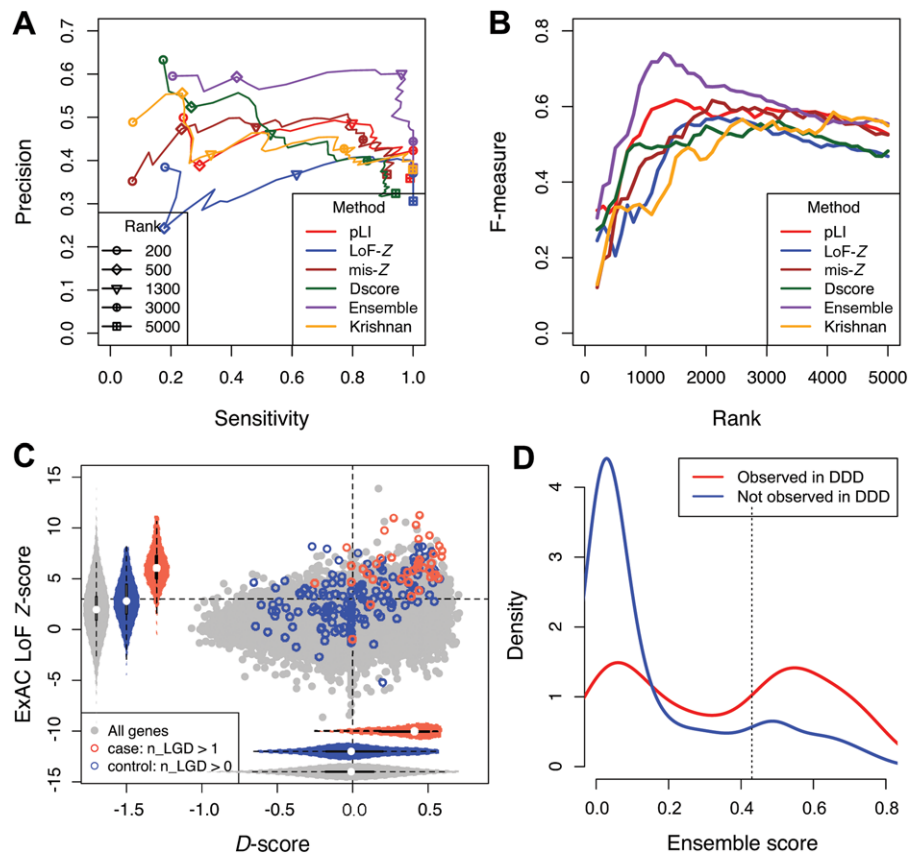 A
Precision
0.7
0.6
0.5
0.4
0.3
0.2
0.1
0.0
Rank
200
500
1300
3000
5000
Method
pLI
LoF-Z
mis-Z
Dscore
Ensemble
Krishnan
0.0 0.2 0.4 0.6 0.8 1.0
Sensitivity
B
F-measure
0.8
0.6
0.4
0.2
0.0
Method
pLI
LoF-Z
mis-Z
Dscore
Ensemble
Krishnan
0 1000 2000 3000 4000 5000
Rank
C
ExAC LoF Z-score
15
10
5
0
-5
-10
-15
All genes
case: n_LGD > 1
control: n_LGD > 0
-1.5 -1.0 -0.5 0.0 0.5
D-score
D
Density
4
3
2
1
0
Observed in DDD
Not observed in DDD
0.0 0.2 0.4 0.6 0.8
Ensemble score